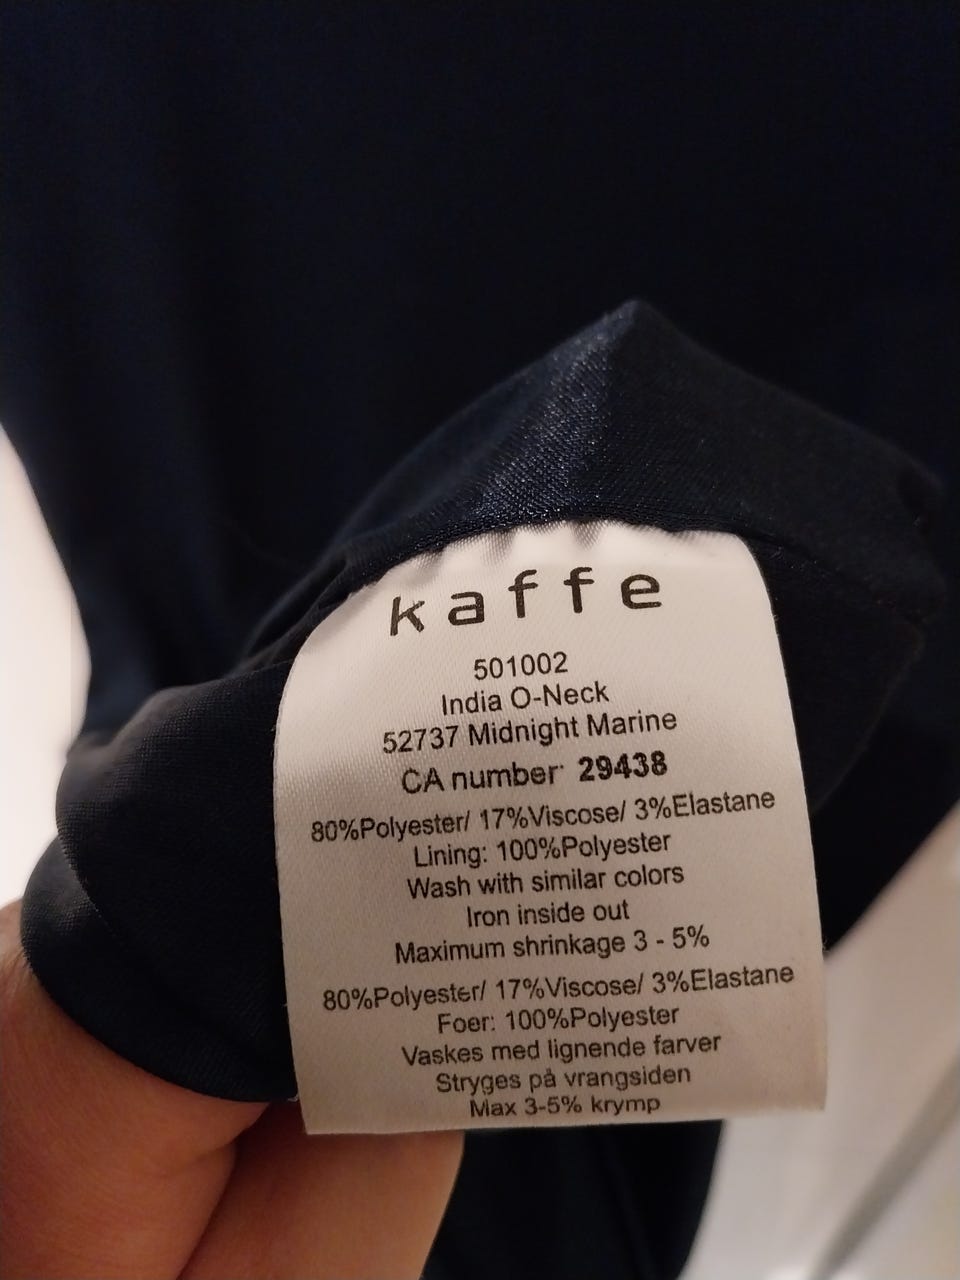 kaffe
501002
India O-Neck
52737 Midnight Marine
CA number 29438
80%Polyester/ 17%Viscose/ 3%Elastane
Lining: 100%Polyester
Wash with similar colors
Iron inside out
Maximum shrinkage 3 - 5%
80%Polyester/ 17%Viscose/ 3%Elastane
Foer: 100%Polyester
Vaskes med lignende farver
Stryges på vrangsiden
Max 3-5% krymp